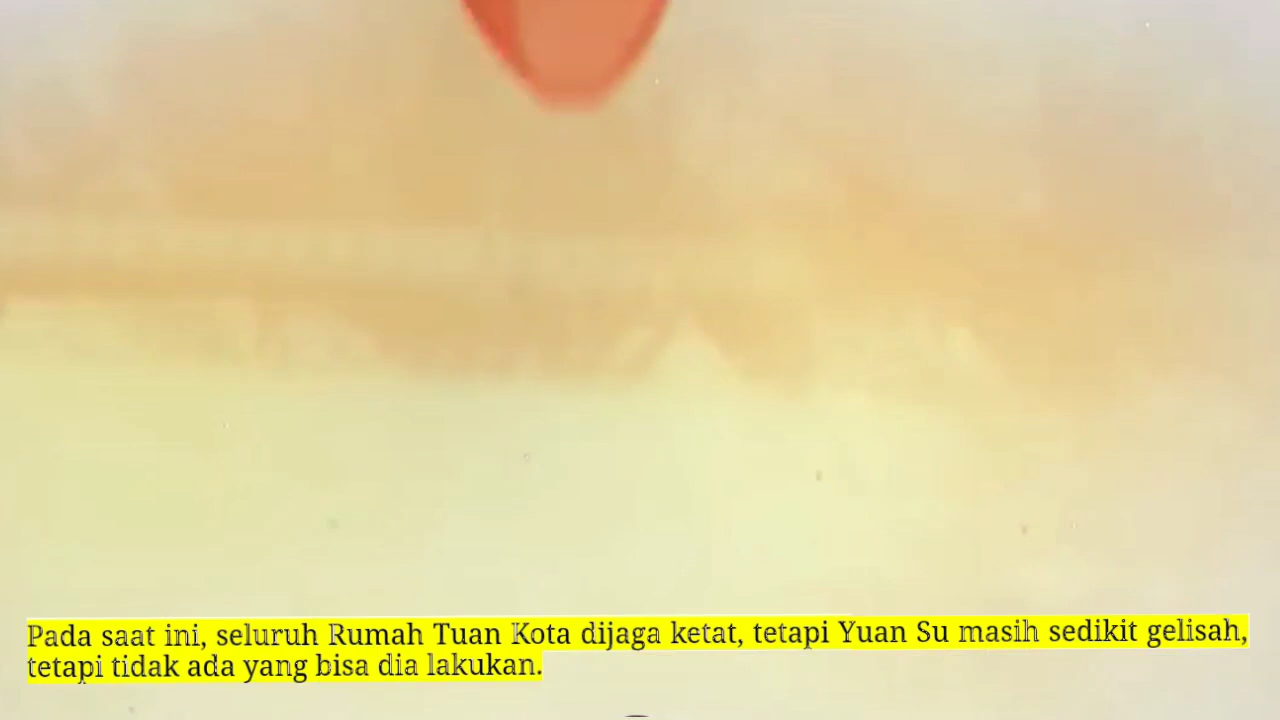 Pada saat ini, seluruh Rumah Tuan Kota dijaga ketat, tetapi Yuan Su masih sedikit gelisah,
tetapi tidak ada yang bisa dia lakukan.